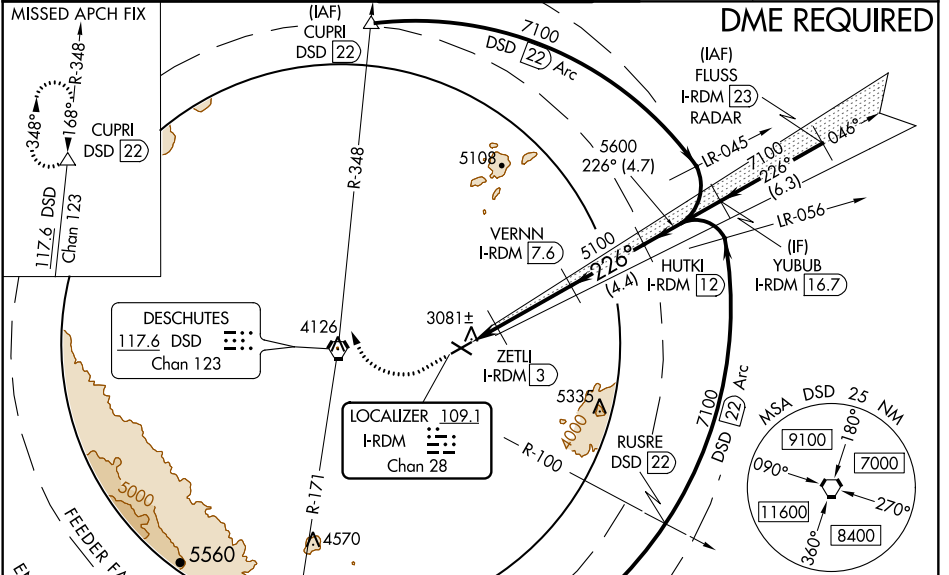 MISSED APCH FIX
R-348
348°
168°
CUPRI
DSD 22
117.6 DSD
Chan 123
(IAF)
CUPRI
DSD 22
7100
DSD 22 Arc
DME REQUIRED
(IAF)
FLUSS
I-RDM 23
RADAR
R-348
5108
5600
226° (4.7)
LR-045
7100
046°
226°
(6.3)
LR-056
VERNN
I-RDM 7.6
5100
226°
(4.4)
HUTKI
I-RDM 12
(IF)
YUBUB
I-RDM 16.7
DESCHUTES
117.6 DSD
Chan 123
4126
3081±
ZETLI
I-RDM 3
LOCALIZER 109.1
I-RDM
Chan 28
5335
4000
R-100
RUSRE
DSD 22
7100
DSD 22 Arc
MSA DSD 25 NM
180°
9100
7000
090°
270°
11600
8400
360°
R-171
5000
4570
5560
FEEDER FA